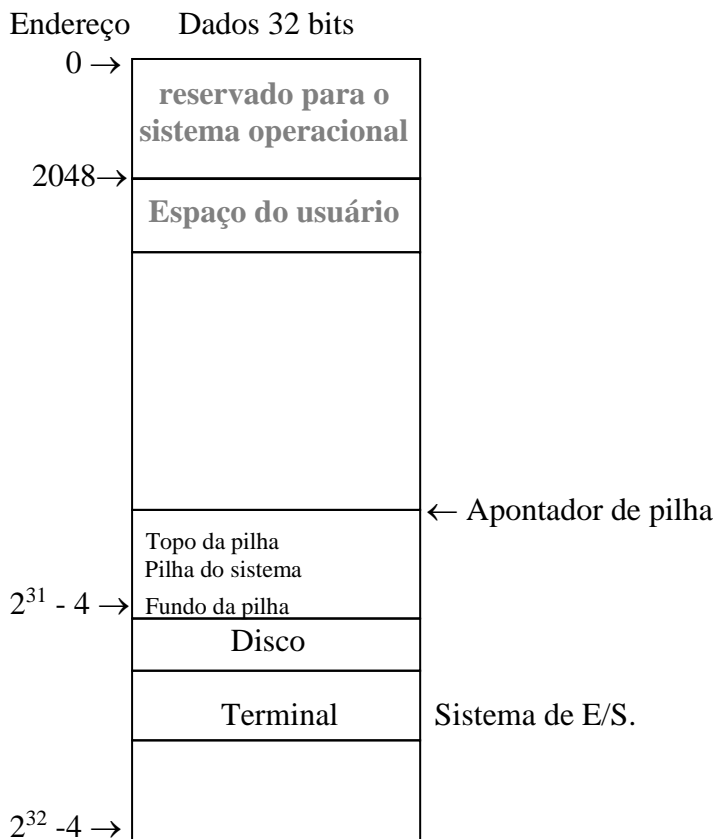 Endereço Dados 32 bits
0 →
reservado para o
sistema operacional
2048→
Espaço do usuário
← Apontador de pilha
Topo da pilha
Pilha do sistema
2³¹ - 4 → Fundo da pilha
Disco
Terminal Sistema de E/S.
2³² -4 →